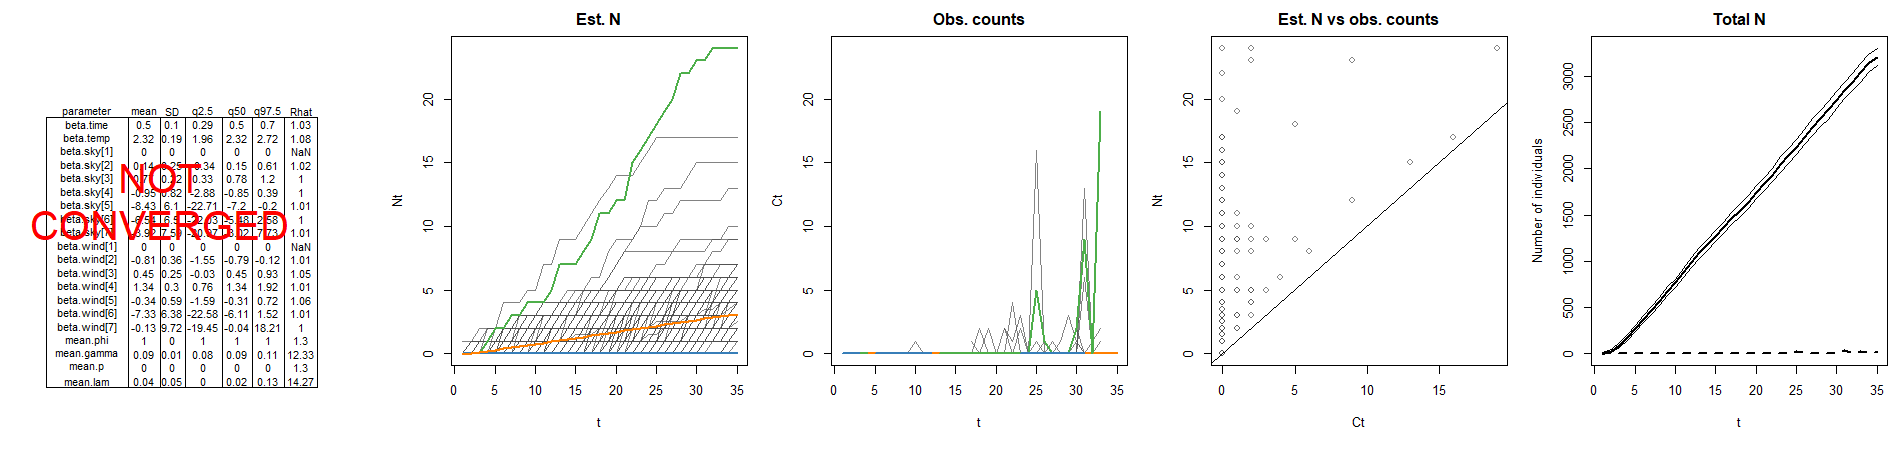 parameter mean SD q2.5 q50 q97.5 Rhat
beta.time 0.5 0.1 0.29 0.5 0.7 1.03
beta.temp 2.32 0.19 1.96 2.32 2.72 1.08
beta.sky[1] 0 0 0 0 0 NaN
beta.sky[2] 0.14 0.25 -0.34 0.15 0.61 1.02
beta.sky[3] 0.33 0.78 1.2 1
beta.sky[4] -0.95 0.82 -2.88 -0.85 0.39 1
beta.sky[5] -8.43 6.1 -22.71 -7.2 -0.2 1.01
beta.sky[6] 1
1.01
NOT
CONVERGED
beta.wind[1] 0 0 0 0 0 NaN
beta.wind[2] -0.81 0.36 -1.55 -0.79 -0.12 1.01
beta.wind[3] 0.45 0.25 -0.03 0.45 0.93 1.05
beta.wind[4] 1.34 0.3 0.76 1.34 1.92 1.01
beta.wind[5] -0.34 0.59 -1.59 -0.31 0.72 1.06
beta.wind[6] -7.33 6.38 -22.58 -6.11 1.52 1.01
beta.wind[7] -0.13 9.72 -19.45 -0.04 18.21 1
mean.phi 1 0 1 1 1 1.3
mean.gamma 0.09 0.01 0.08 0.09 0.11 12.33
mean.p 0 0 0 0 0 1.3
mean.lam 0.04 0.05 0 0.02 0.13 14.27
Est. N
Nt
0 5 10 15 20
0 5 10 15 20 25 30 35
t
Obs. counts
Ct
0 5 10 15 20
0 5 10 15 20 25 30 35
t
Est. N vs obs. counts
Nt
0 5 10 15 20
0 5 10 15
Ct
Total N
Number of individuals
0 500 1000 1500 2000 2500 3000
0 5 10 15 20 25 30 35
t